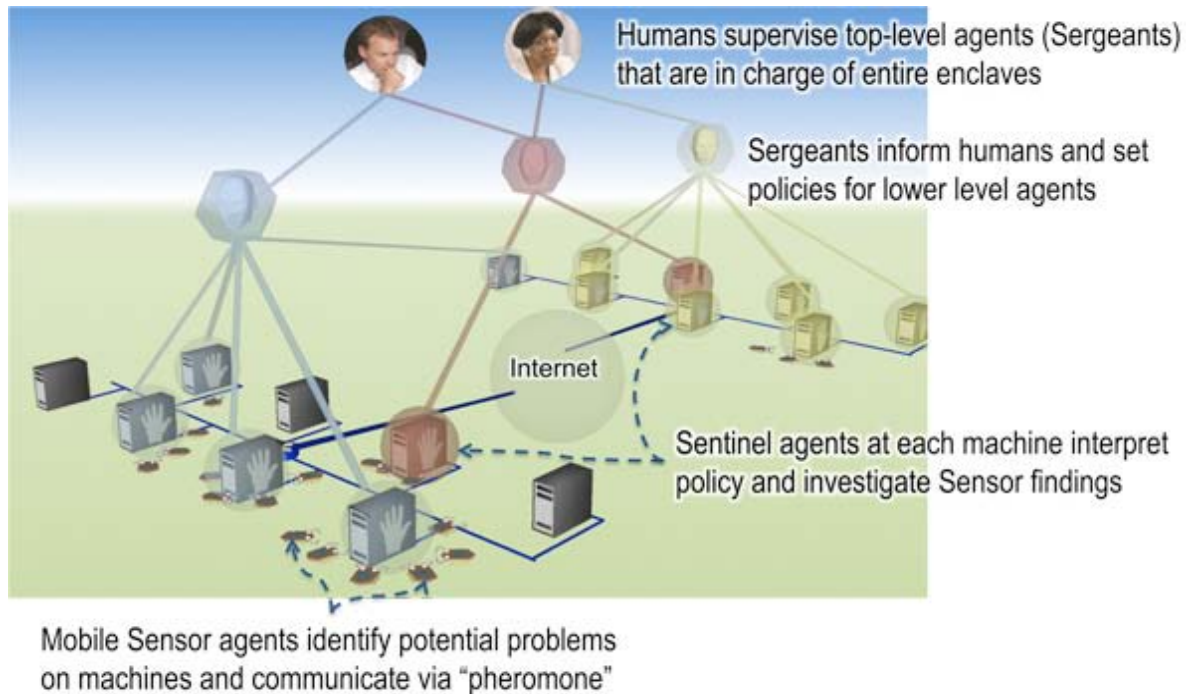 Humans supervise top-level agents (Sergeants)
that are in charge of entire enclaves
Sergeants inform humans and set
policies for lower level agents
Internet
Sentinel agents at each machine interpret
policy and investigate Sensor findings
Mobile Sensor agents identify potential problems
on machines and communicate via “pheromone”